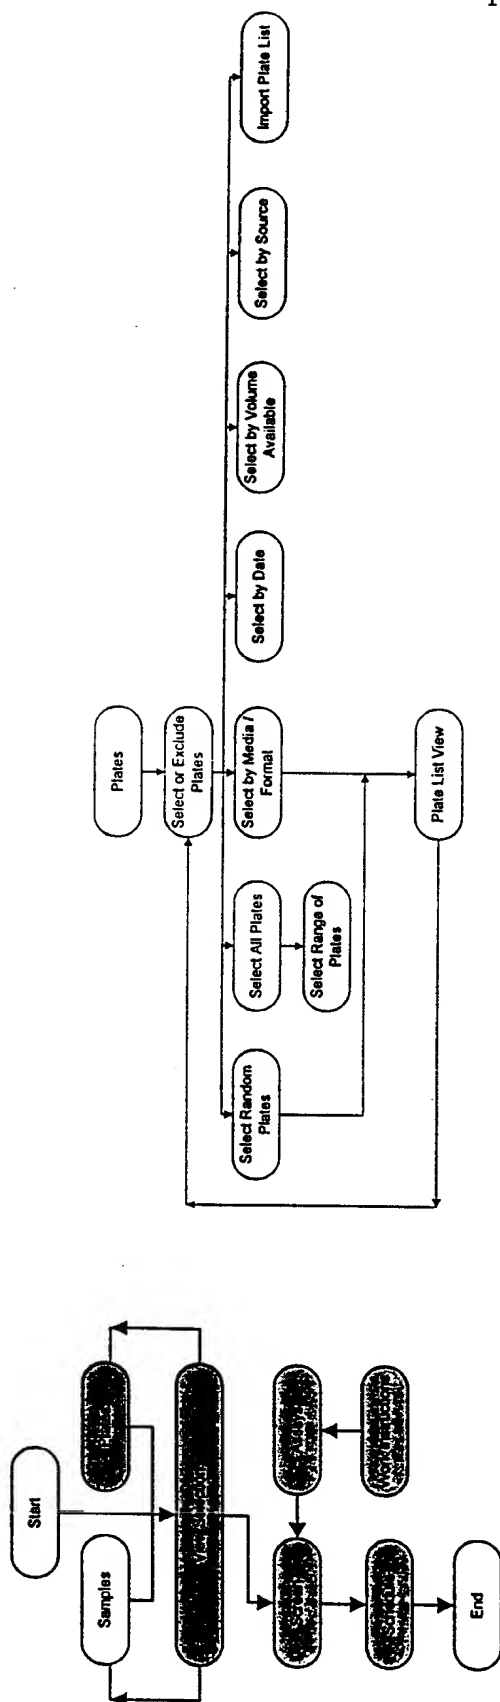 Start
Samples
View Selection
End
Plates
Select or Exclude
Plates
Select Random
Plates
Select All Plates
Select Range of
Plates
Select by Media /
Format
Select by Date
Select by Volume
Available
Select by Source
Import Plate List
Plate List View